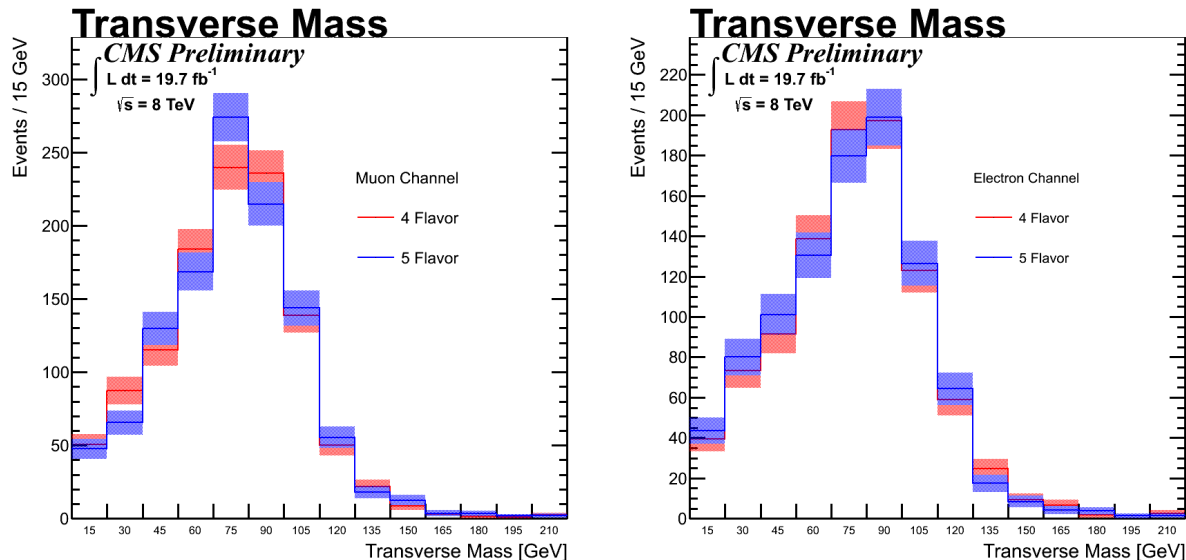 Transverse Mass
CMS Preliminary
∫ L dt = 19.7 fb⁻¹
√s = 8 TeV
Events / 15 GeV
300
250
200
150
100
50
0
Muon Channel
4 Flavor
5 Flavor
15 30 45 60 75 90 105 120 135 150 165 180 195 210
Transverse Mass [GeV]
Transverse Mass
CMS Preliminary
∫ L dt = 19.7 fb⁻¹
√s = 8 TeV
Events / 15 GeV
220
200
180
160
140
120
100
80
60
40
20
0
Electron Channel
4 Flavor
5 Flavor
15 30 45 60 75 90 105 120 135 150 165 180 195 210
Transverse Mass [GeV]